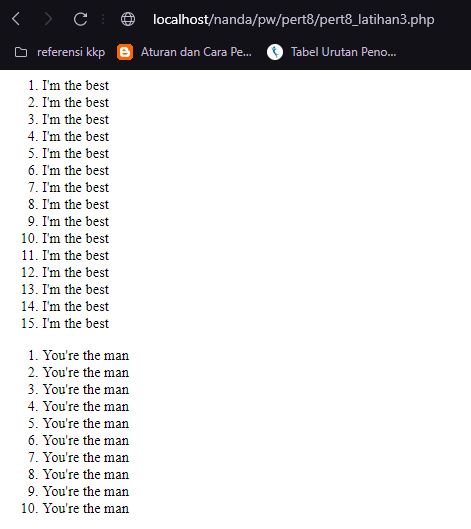 localhost/nanda/pw/pert8/pert8_latihan3.php
referensi kkp Aturan dan Cara Pe... Tabel Urutan Peno...
1. I'm the best
2. I'm the best
3. I'm the best
4. I'm the best
5. I'm the best
6. I'm the best
7. I'm the best
8. I'm the best
9. I'm the best
10. I'm the best
11. I'm the best
12. I'm the best
13. I'm the best
14. I'm the best
15. I'm the best
1. You're the man
2. You're the man
3. You're the man
4. You're the man
5. You're the man
6. You're the man
7. You're the man
8. You're the man
9. You're the man
10. You're the man